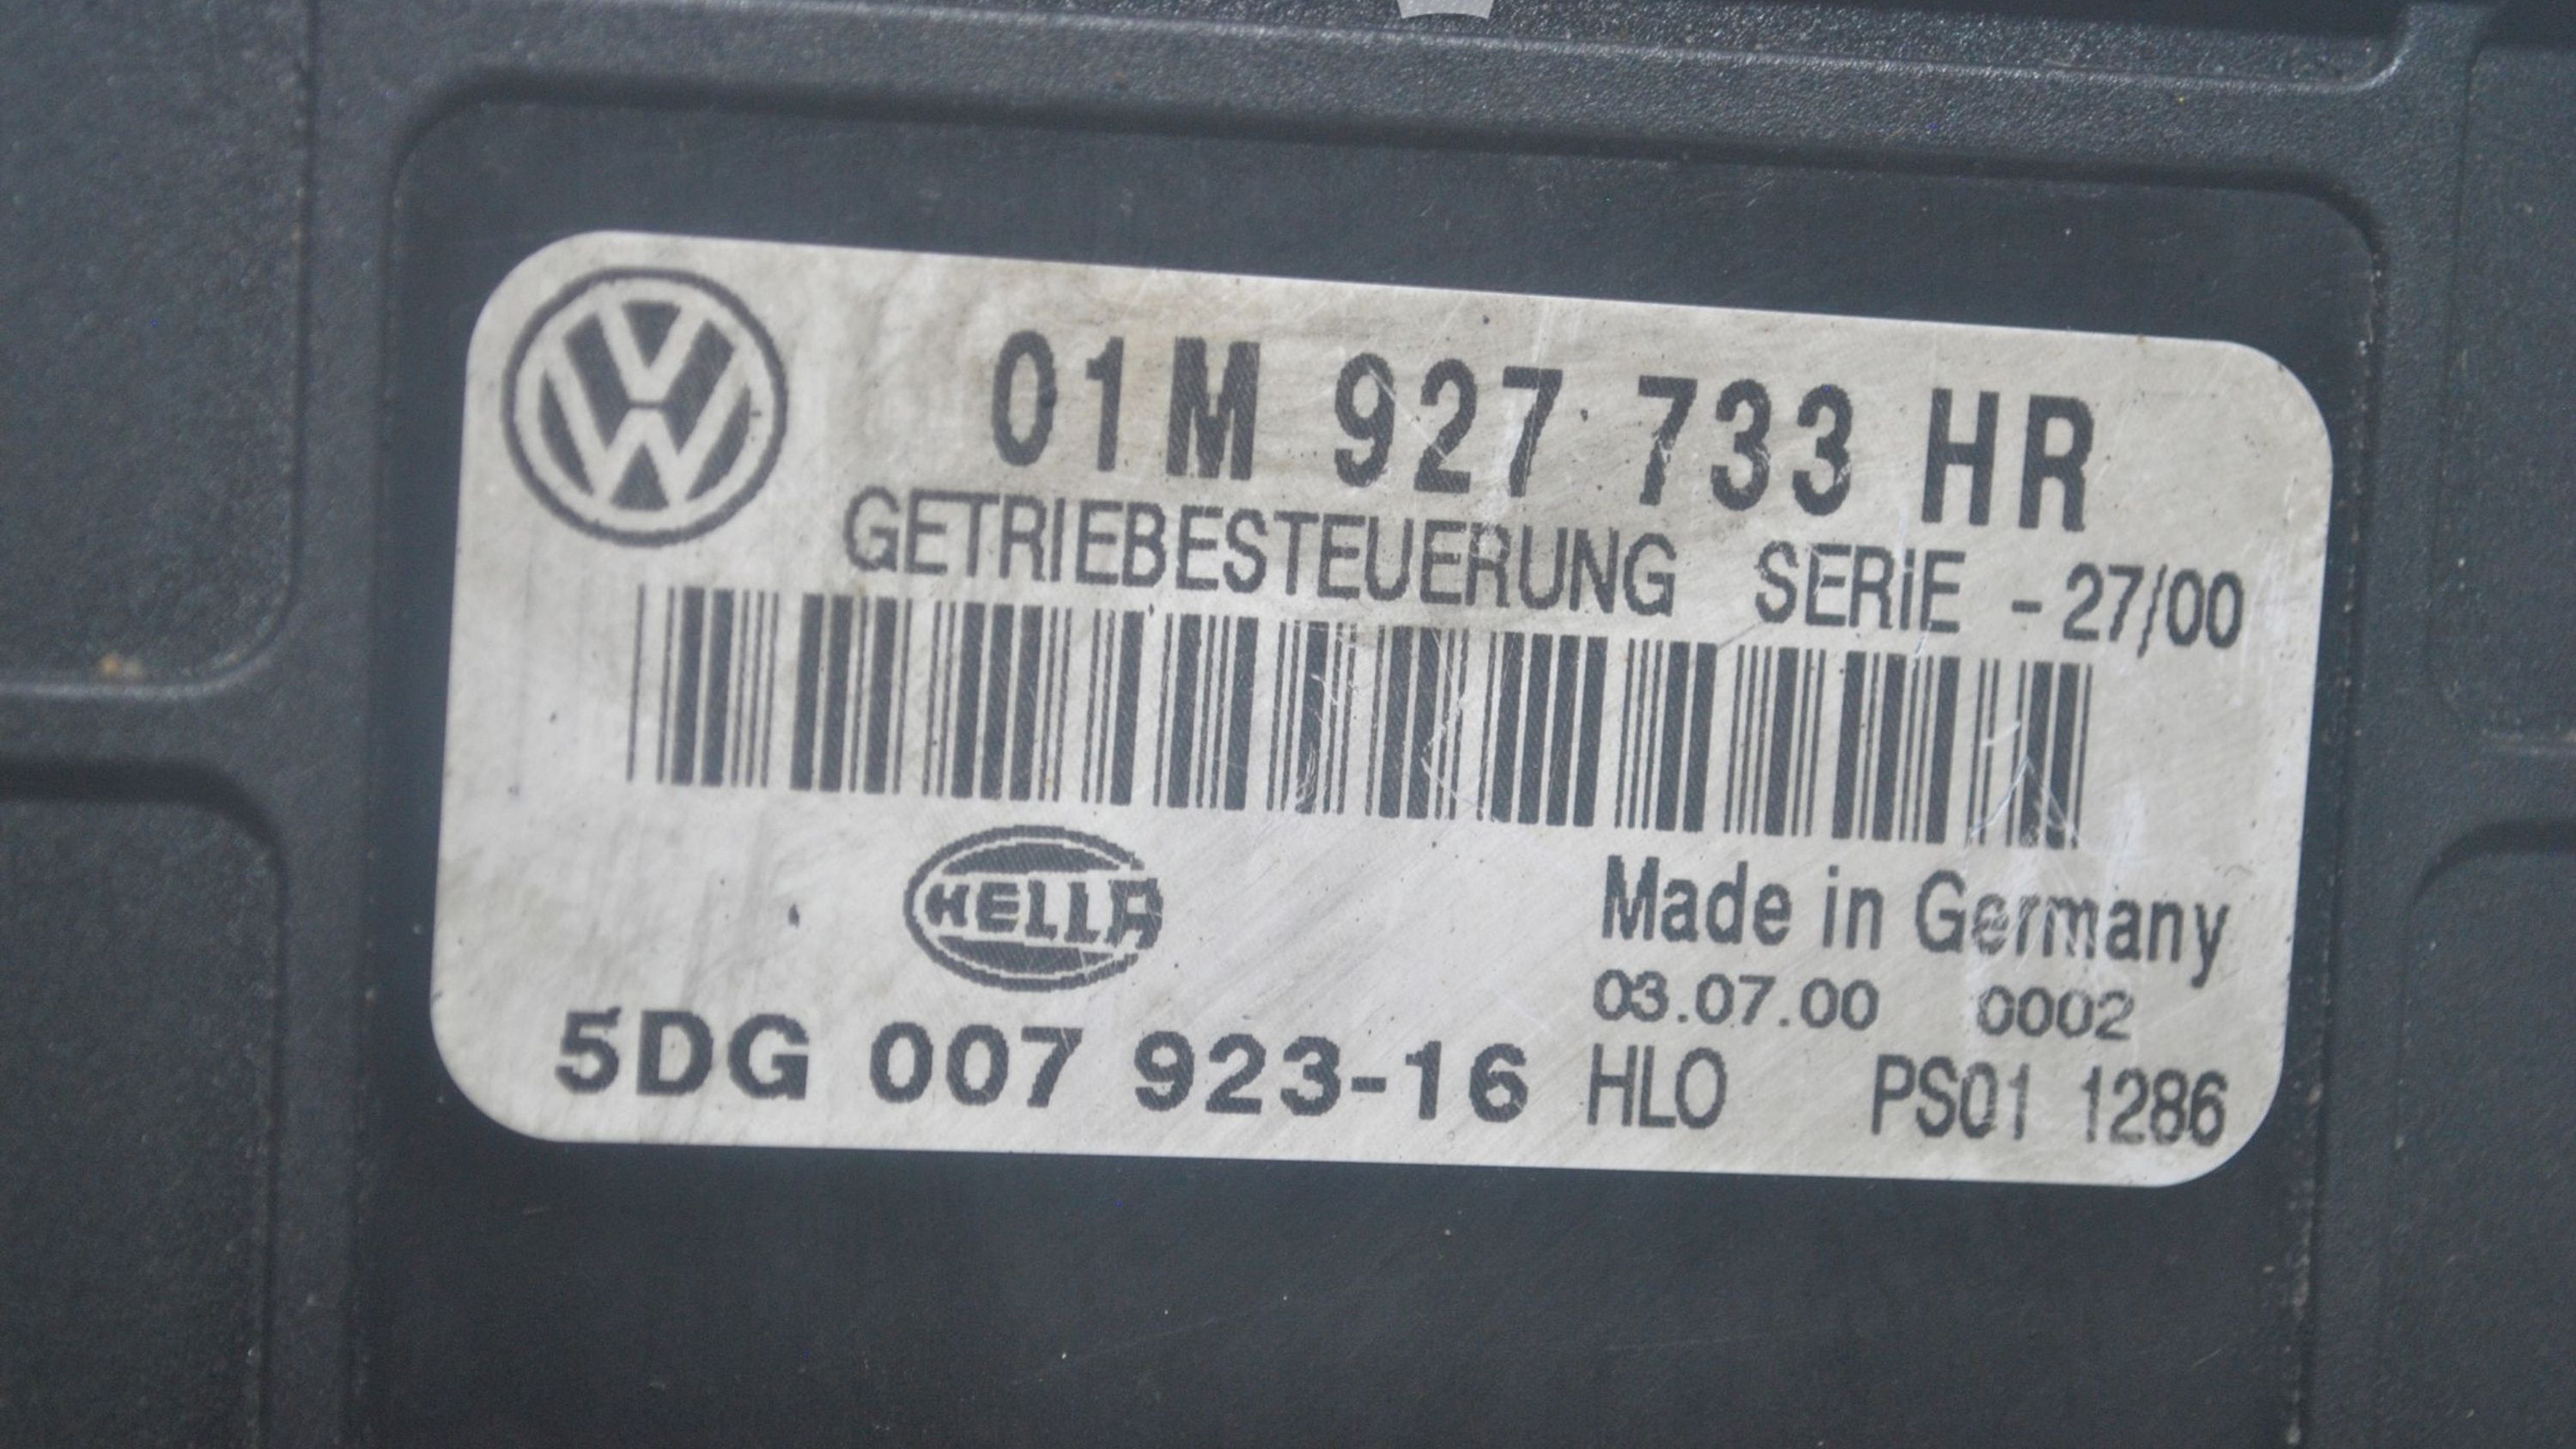 01M 927 733 HR
GETRIEBESTEUERUNG SERiE - 27/00
HELLA
Made in Germany
03.07.00 0002
5DG 007 923-16 HLO PS01 1286